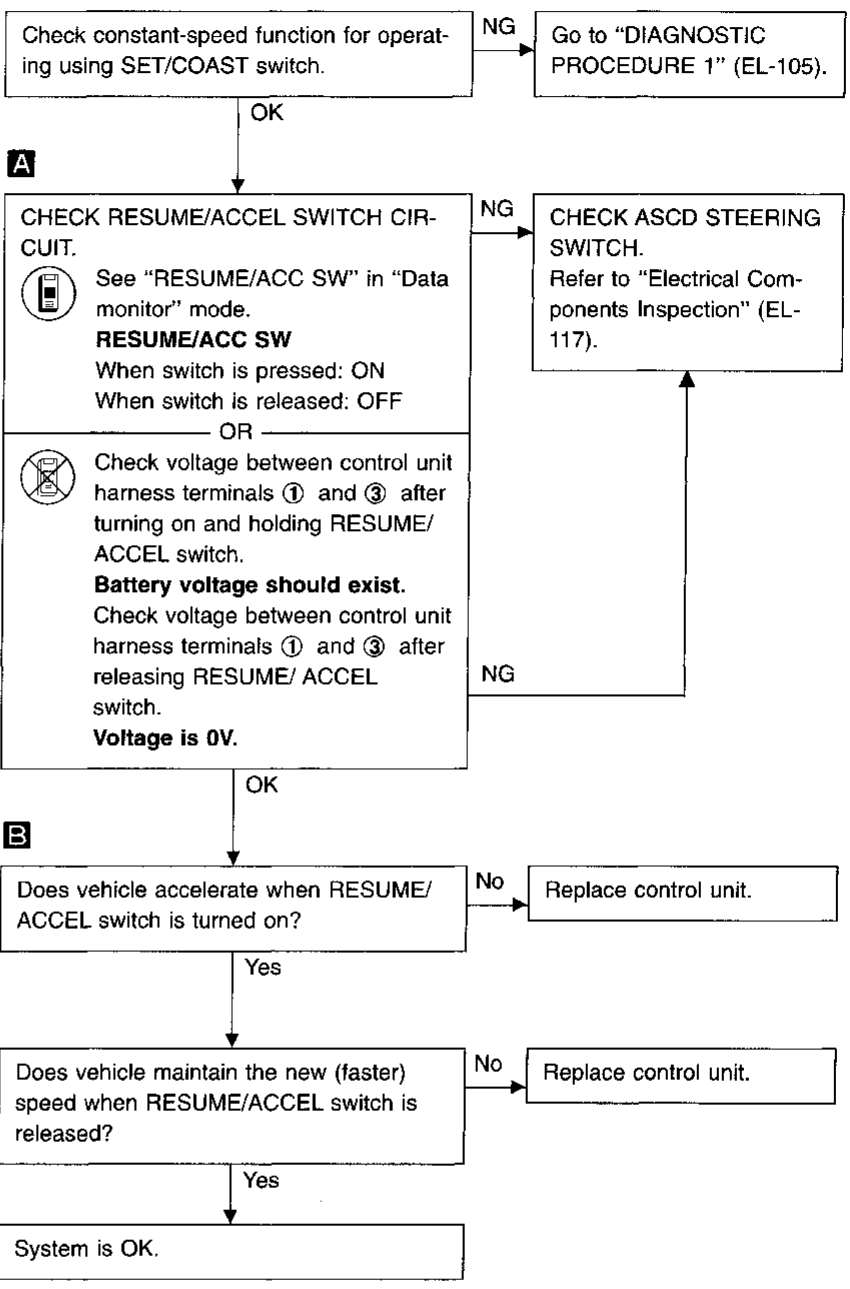 Check constant-speed function for operat-
ing using SET/COAST switch.
NG
Go to "DIAGNOSTIC
PROCEDURE 1" (EL-105).
OK
A
CHECK RESUME/ACCEL SWITCH CIR-
CUIT.
See "RESUME/ACC SW" in "Data
monitor" mode.
RESUME/ACC SW
When switch is pressed: ON
When switch is released: OFF
NG
CHECK ASCD STEERING
SWITCH.
Refer to "Electrical Com-
ponents Inspection" (EL-
117).
OR
Check voltage between control unit
harness terminals ① and ③ after
turning on and holding RESUME/
ACCEL switch.
Battery voltage should exist.
Check voltage between control unit
harness terminals ① and ③ after
releasing RESUME/ ACCEL
switch.
Voltage is 0V.
NG
OK
B
Does vehicle accelerate when RESUME/
ACCEL switch is turned on?
No
Replace control unit.
Yes
Does vehicle maintain the new (faster)
speed when RESUME/ACCEL switch is
released?
No
Replace control unit.
Yes
System is OK.